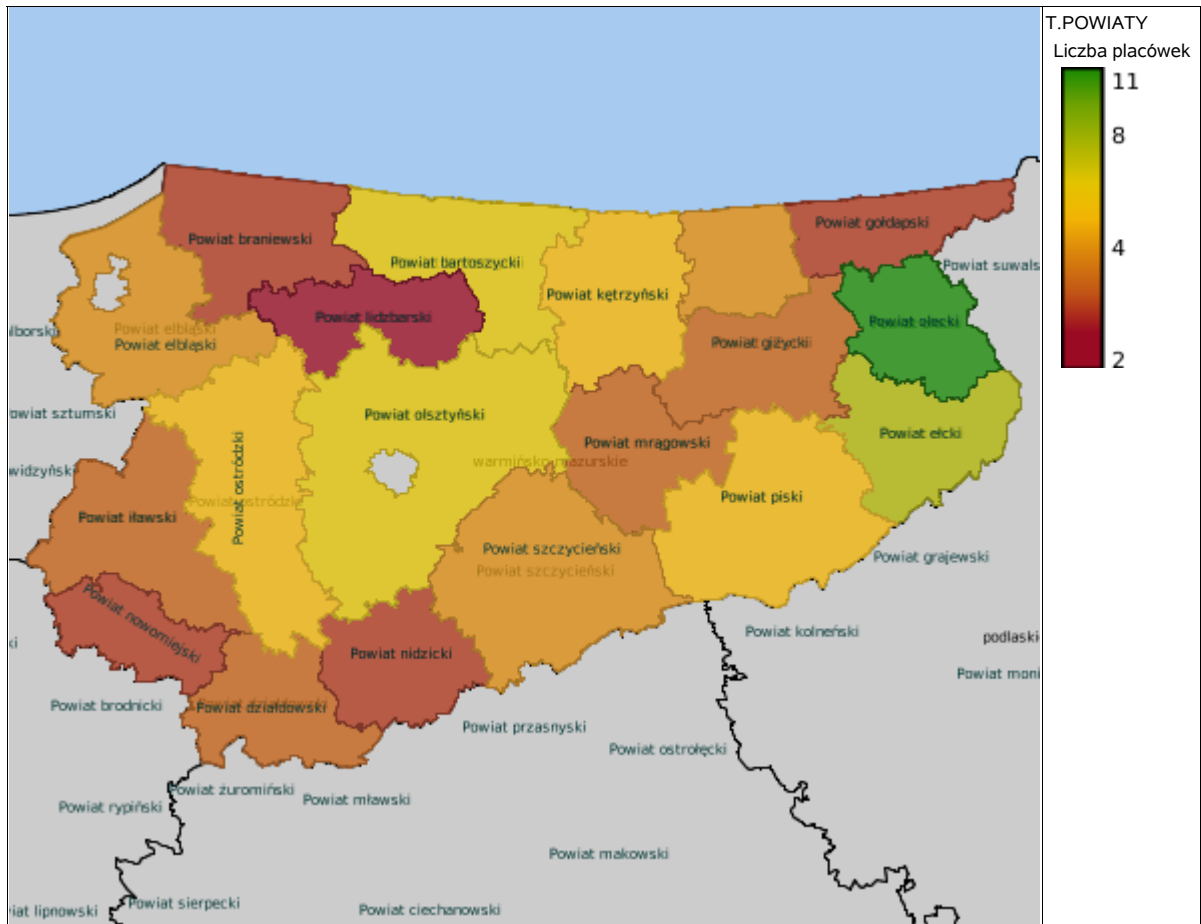 T.POWIATY
Liczba placówek
11
8
4
2
Powiat gołdapski
Powiat braniewski
Powiat bartoszycki
Powiat suwals
Powiat kętrzyński
Powiat lidzbarski
Powiat olecki
lborski
Powiat elbląski
Powiat elbląski
Powiat giżycki
owiat sztumski
Powiat olsztyński
Powiat ełcki
Powiat mrągowski
warmińsko-mazurskie
widzyński
Powiat ostródzki
Powiat ostródzki
Powiat piski
Powiat iławski
Powiat szczycieński
Powiat szczycieński
Powiat grajewski
Powiat nowomiejski
Powiat kolneński
podlaski
ki
Powiat nidzicki
Powiat moni
Powiat brodnicki
Powiat działdowski
Powiat przasnyski
Powiat ostrołęcki
Powiat żuromiński
Powiat mławski
Powiat rypiński
Powiat makowski
Powiat sierpecki
iat lipnowski
Powiat ciechanowski